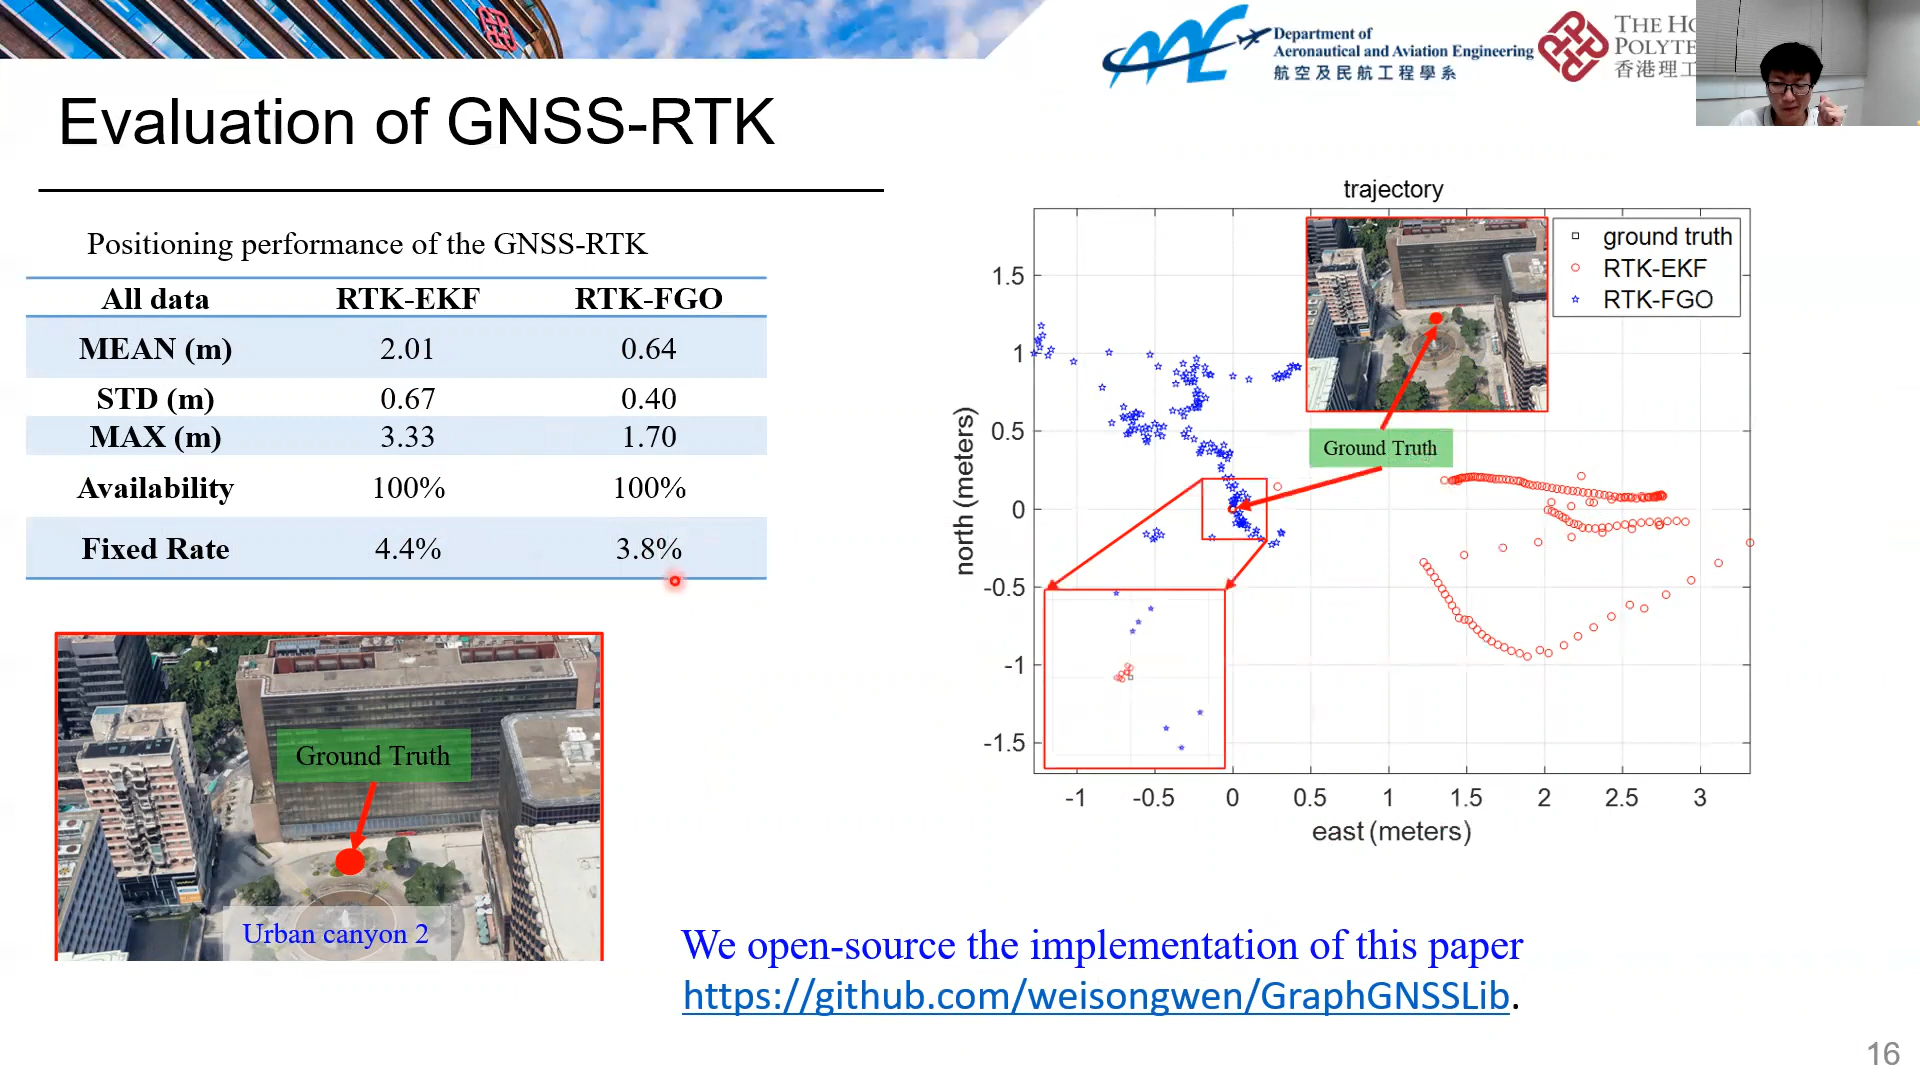 Department of
Aeronautical and Aviation Engineering
航空及民航工程學系
THE HO
POLYTE
香港理工
Evaluation of GNSS-RTK
Positioning performance of the GNSS-RTK
All data RTK-EKF RTK-FGO
MEAN (m) 2.01 0.64
STD (m) 0.67 0.40
MAX (m) 3.33 1.70
Availability 100% 100%
Fixed Rate 4.4% 3.8%
Ground Truth
Urban canyon 2
trajectory
ground truth
RTK-EKF
RTK-FGO
Ground Truth
north (meters)
1.5
1
0.5
0
-0.5
-1
-1.5
-1 -0.5 0 0.5 1 1.5 2 2.5 3
east (meters)
We open-source the implementation of this paper
https://github.com/weisongwen/GraphGNSSLib.
16